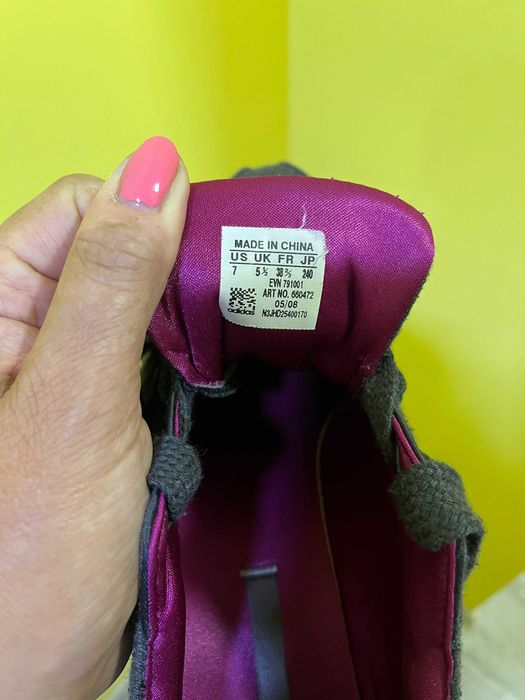 MADE IN CHINA
US UK FR JP
7 5½ 38⅔ 240
EVN 791001
ART NO. 660472
05/08
adidas N3JHD25400170